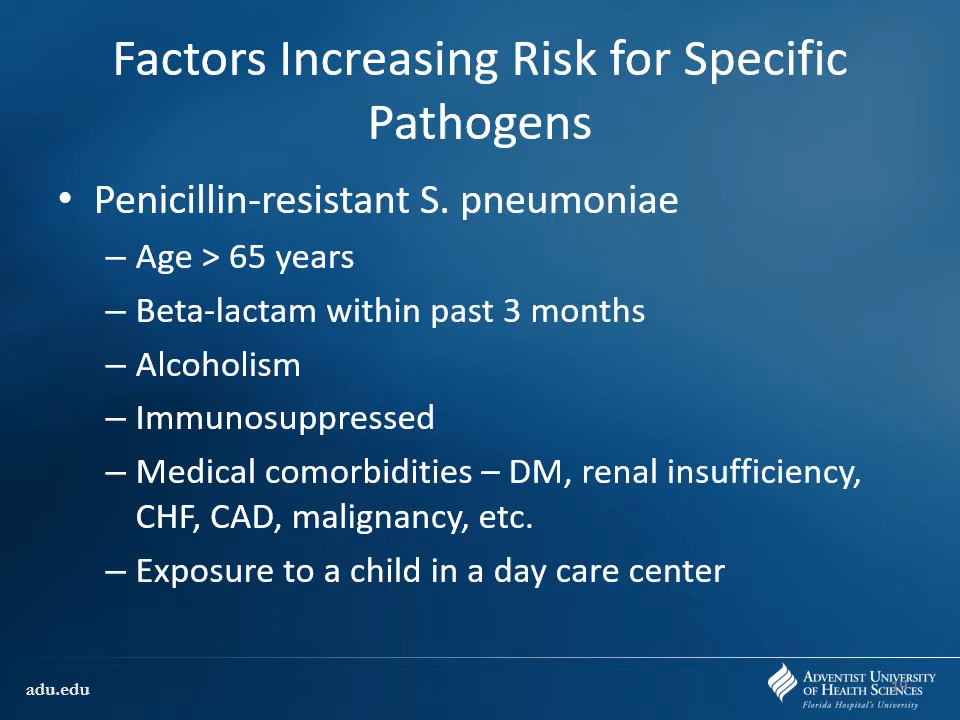 Factors Increasing Risk for Specific
Pathogens
• Penicillin-resistant S. pneumoniae
– Age > 65 years
– Beta-lactam within past 3 months
– Alcoholism
– Immunosuppressed
– Medical comorbidities – DM, renal insufficiency,
CHF, CAD, malignancy, etc.
– Exposure to a child in a day care center
adu.edu
Adventist University
of Health Sciences
Florida Hospital's University